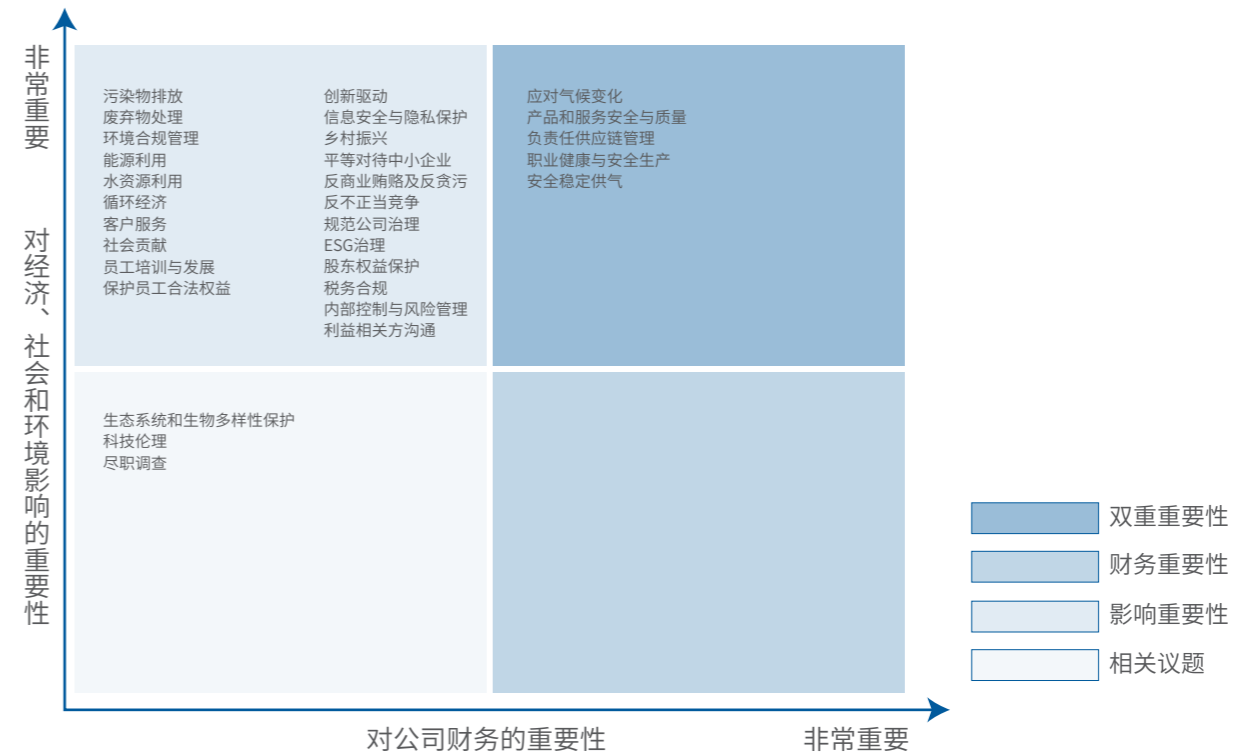 非常重要
对经济、社会和环境影响的重要性
污染物排放
废弃物处理
环境合规管理
能源利用
水资源利用
循环经济
客户服务
社会贡献
员工培训与发展
保护员工合法权益
创新驱动
信息安全与隐私保护
乡村振兴
平等对待中小企业
反商业贿赂及反贪污
反不正当竞争
规范公司治理
ESG治理
股东权益保护
税务合规
内部控制与风险管理
利益相关方沟通
应对气候变化
产品和服务安全与质量
负责任供应链管理
职业健康与安全生产
安全稳定供气
生态系统和生物多样性保护
科技伦理
尽职调查
双重重要性
财务重要性
影响重要性
相关议题
对公司财务的重要性
非常重要